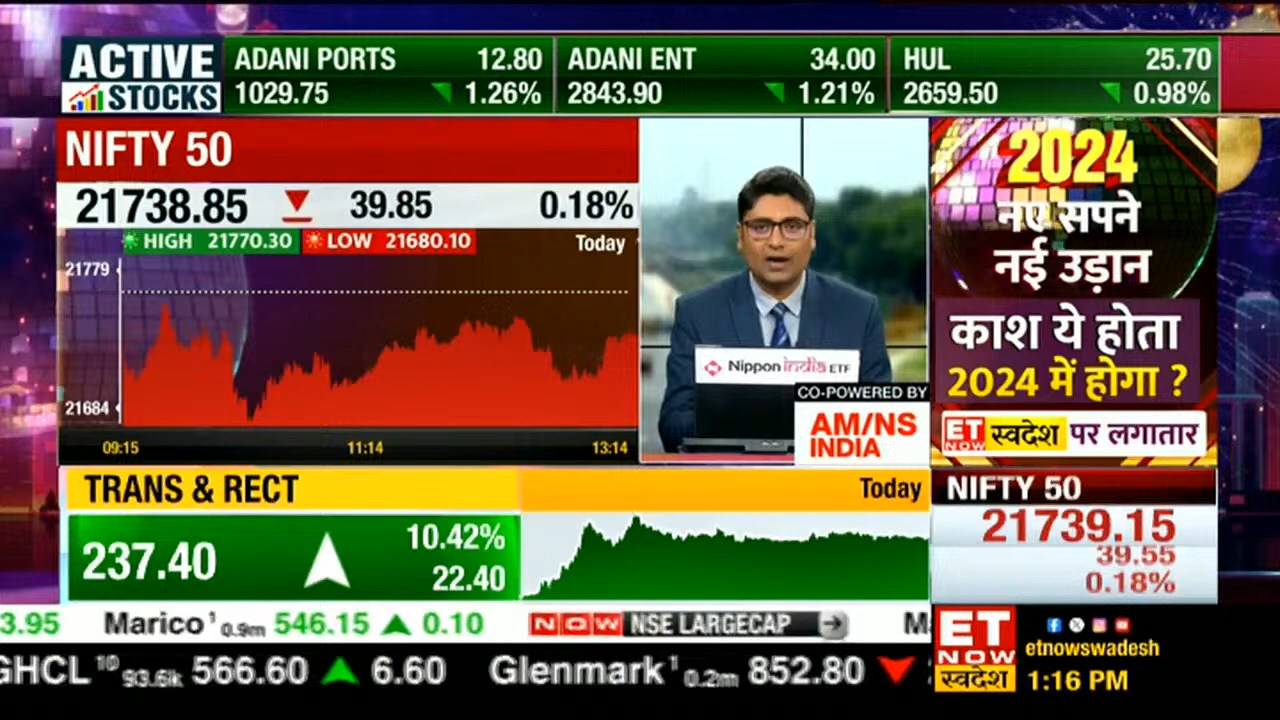 ACTIVE
STOCKS
ADANI PORTS 12.80
1029.75 1.26%
ADANI ENT 34.00
2843.90 1.21%
HUL 25.70
2659.50 0.98%
NIFTY 50
21738.85 39.85 0.18%
HIGH 21770.30 LOW 21680.10 Today
21779
21684
09:15 11:14 13:14
Nippon india ETF
CO-POWERED BY
AM/NS
INDIA
2024
नए सपने
नई उड़ान
काश ये होता
2024 में होगा ?
ET NOW स्वदेश पर लगातार
TRANS & RECT Today
237.40 10.42%
22.40
NIFTY 50
21739.15
39.55
0.18%
3.95 Marico 1 0.9m 546.15 0.10 NOW NSE LARGECAP M
GHCL 10 93.6k 566.60 6.60 Glenmark 1 0.2m 852.80
ET
NOW
स्वदेश
etnowswadesh
1:16 PM